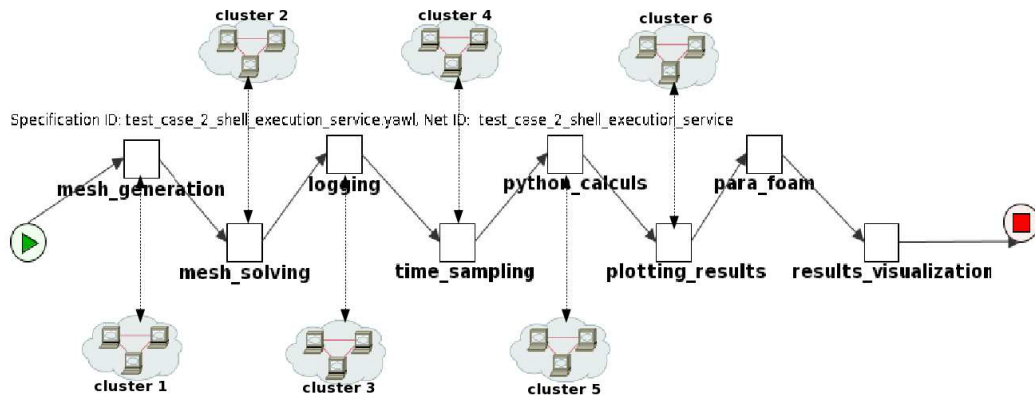 cluster 2
cluster 4
cluster 6
Specification ID: test_case_2_shell_execution_service.yawl, Net ID: test_case_2_shell_execution_service
mesh_generation
logging
python_calculs
para_foam
mesh_solving
time_sampling
plotting_results
results_visualization
cluster 1
cluster 3
cluster 5